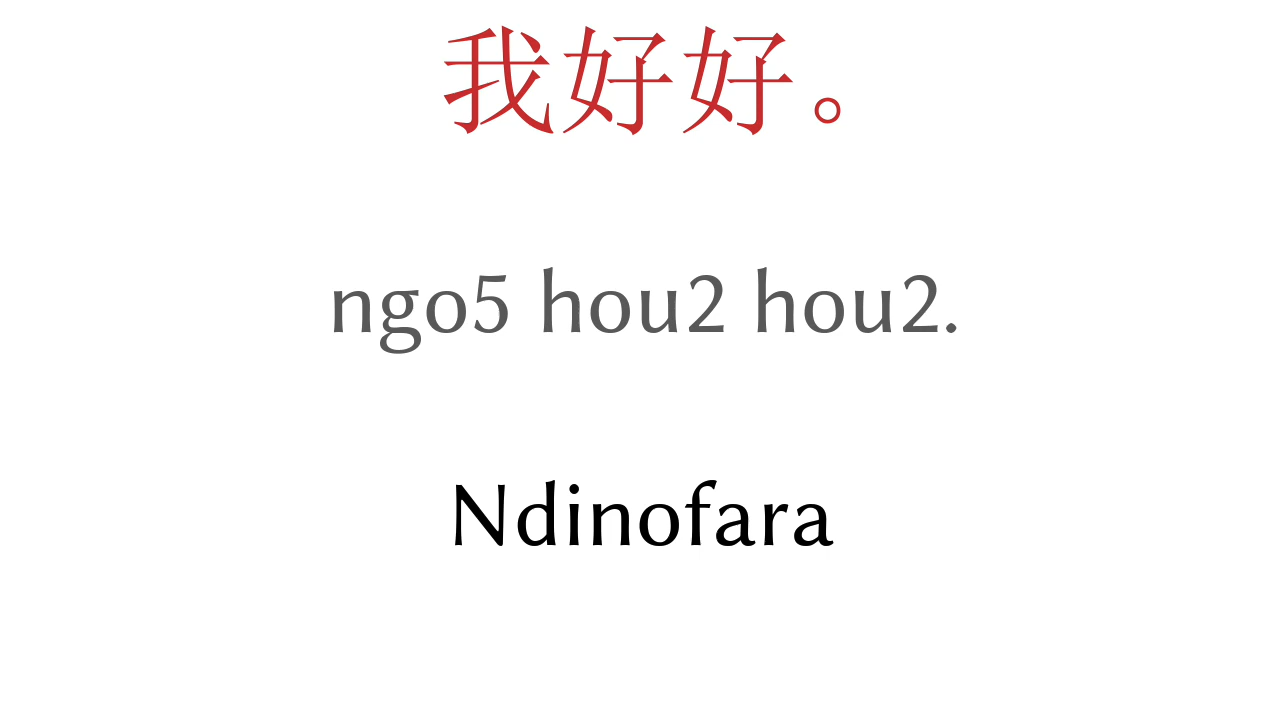 我好好。
ngo5 hou2 hou2.
Ndinofara